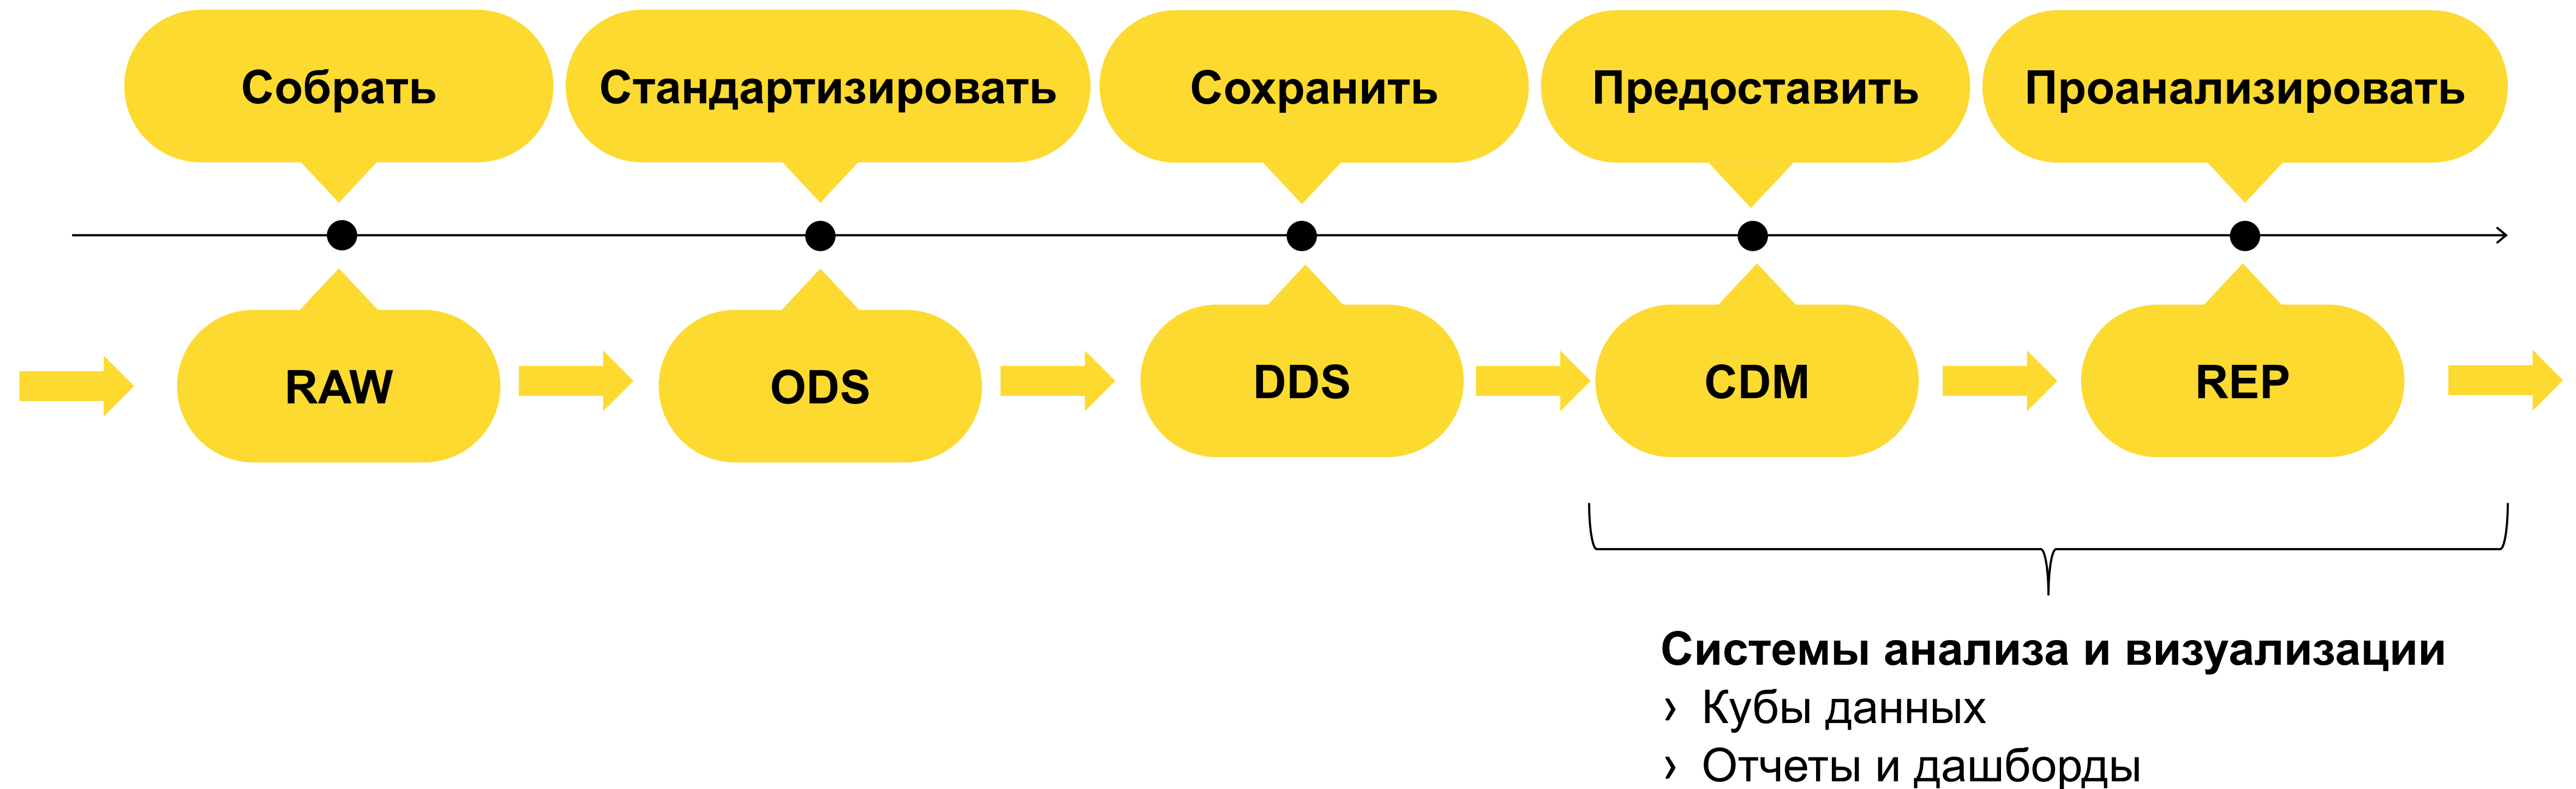 Собрать
Стандартизировать
Сохранить
Предоставить
Проанализировать
RAW
ODS
DDS
CDM
REP
Системы анализа и визуализации
› Кубы данных
› Отчеты и дашборды